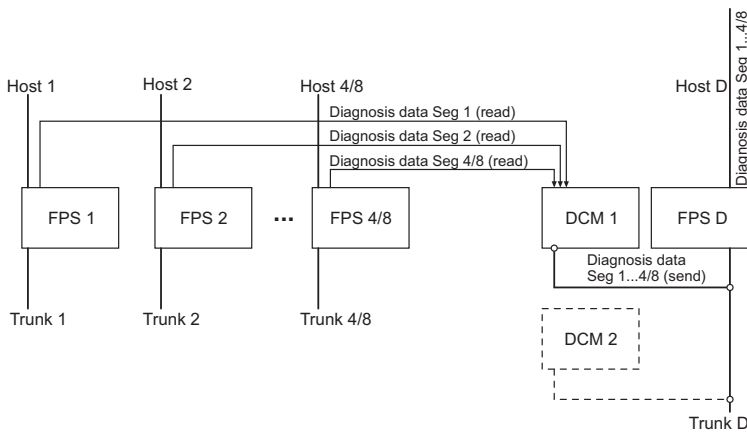 Diagnosis data Seg 1...4/8
Host 1
Host 2
Host 4/8
Host D
Diagnosis data Seg 1 (read)
Diagnosis data Seg 2 (read)
Diagnosis data Seg 4/8 (read)
FPS 1
FPS 2
...
FPS 4/8
DCM 1
FPS D
Diagnosis data
Seg 1...4/8 (send)
Trunk 1
Trunk 2
Trunk 4/8
DCM 2
Trunk D